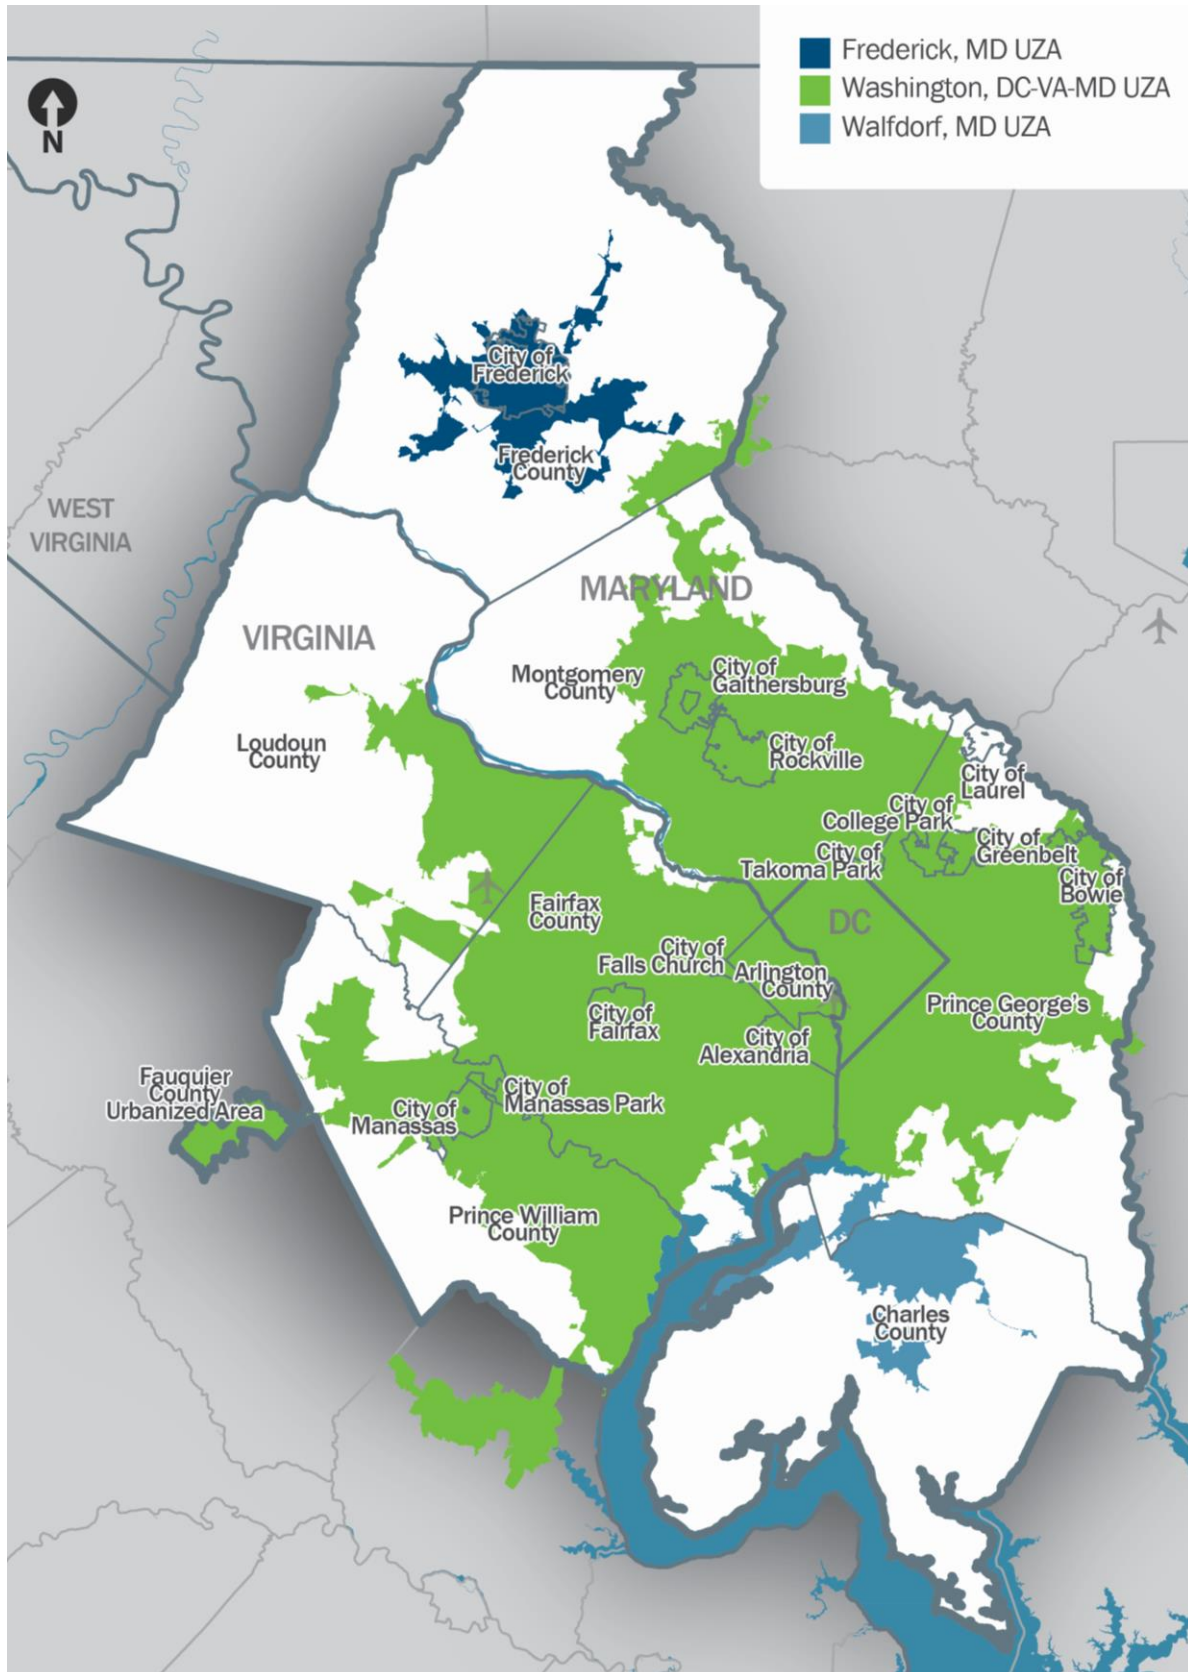 Frederick, MD UZA
Washington, DC-VA-MD UZA
Walfdorf, MD UZA
N
City of
Frederick
Frederick
County
WEST
VIRGINIA
MARYLAND
VIRGINIA
Montgomery
County
City of
Gaithersburg
Loudoun
County
City of
Rockville
City of
Laurel
City of
College Park
City of
Greenbelt
City of
Takoma Park
City of
Bowie
Fairfax
County
DC
City of
Falls Church
Arlington
County
Prince George's
County
City of
Fairfax
City of
Alexandria
Fauquier
County
Urbanized Area
City of
Manassas Park
City of
Manassas
Prince William
County
Charles
County